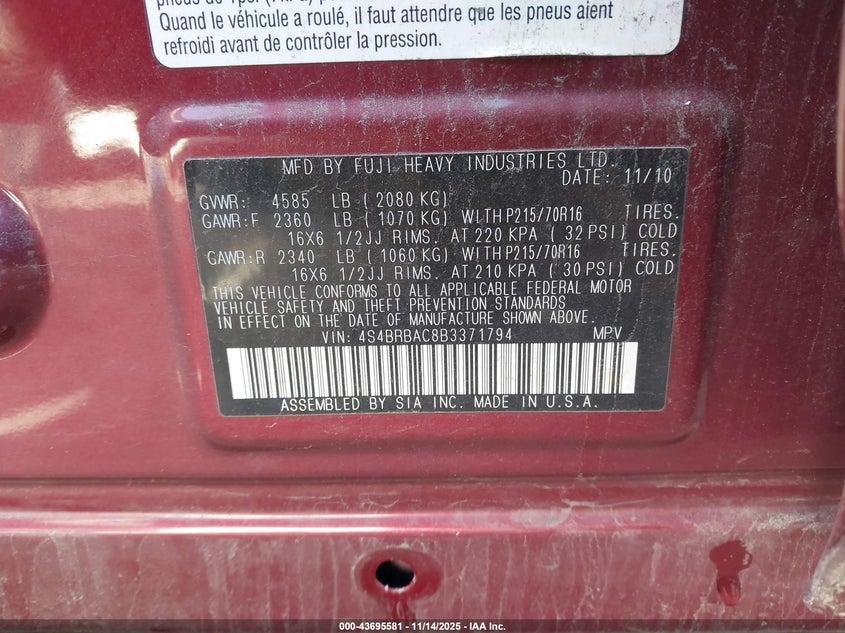 pneus de 1psi (7kPa) p
Quand le véhicule a roulé, il faut attendre que les pneus aient
refroidi avant de contrôler la pression.
MFD BY FUJI HEAVY INDUSTRIES LTD.
DATE: 11/10
GVWR: 4585 LB ( 2080 KG)
GAWR:F 2360 LB ( 1070 KG) WITH P215/70R16 TIRES.
16X6 1/2JJ RIMS. AT 220 KPA ( 32 PSI) COLD
GAWR:R 2340 LB ( 1060 KG) WITH P215/70R16 TIRES.
16X6 1/2JJ RIMS. AT 210 KPA ( 30 PSI) COLD
THIS VEHICLE CONFORMS TO ALL APPLICABLE FEDERAL MOTOR
VEHICLE SAFETY AND THEFT PREVENTION STANDARDS
IN EFFECT ON THE DATE OF MANUFACTURE SHOWN ABOVE.
VIN: 4S4BRBAC8B3371794 MPV
ASSEMBLED BY SIA INC. MADE IN U.S.A.
000-43695581 - 11/14/2025 - IAA Inc.